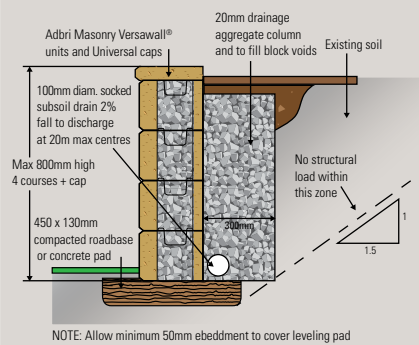 Adbri Masonry Versawall®
units and Universal caps
20mm drainage
aggregate column
and to fill block voids
Existing soil
100mm diam. socked
subsoil drain 2%
fall to discharge
at 20m max centres
No structural
load within
this zone
Max 800mm high
4 courses + cap
300mm
1
1.5
450 x 130mm
compacted roadbase
or concrete pad
NOTE: Allow minimum 50mm ebeddment to cover leveling pad